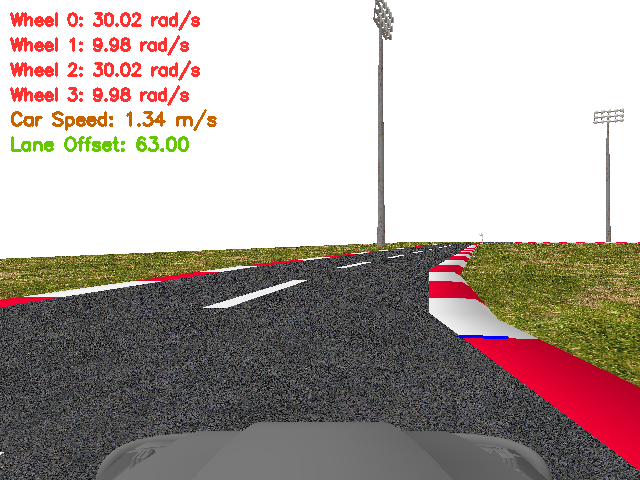 Wheel 0: 30.02 rad/s
Wheel 1: 9.98 rad/s
Wheel 2: 30.02 rad/s
Wheel 3: 9.98 rad/s
Car Speed: 1.34 m/s
Lane Offset: 63.00